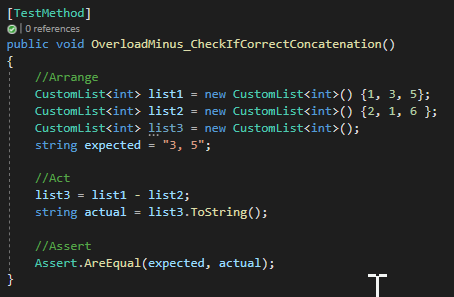 [TestMethod]
| 0 references
public void OverloadMinus_CheckIfCorrectConcatenation()
{
//Arrange
CustomList<int> list1 = new CustomList<int>() {1, 3, 5};
CustomList<int> list2 = new CustomList<int>() {2, 1, 6 };
CustomList<int> list3 = new CustomList<int>();
string expected = "3, 5";
//Act
list3 = list1 - list2;
string actual = list3.ToString();
//Assert
Assert.AreEqual(expected, actual);
}